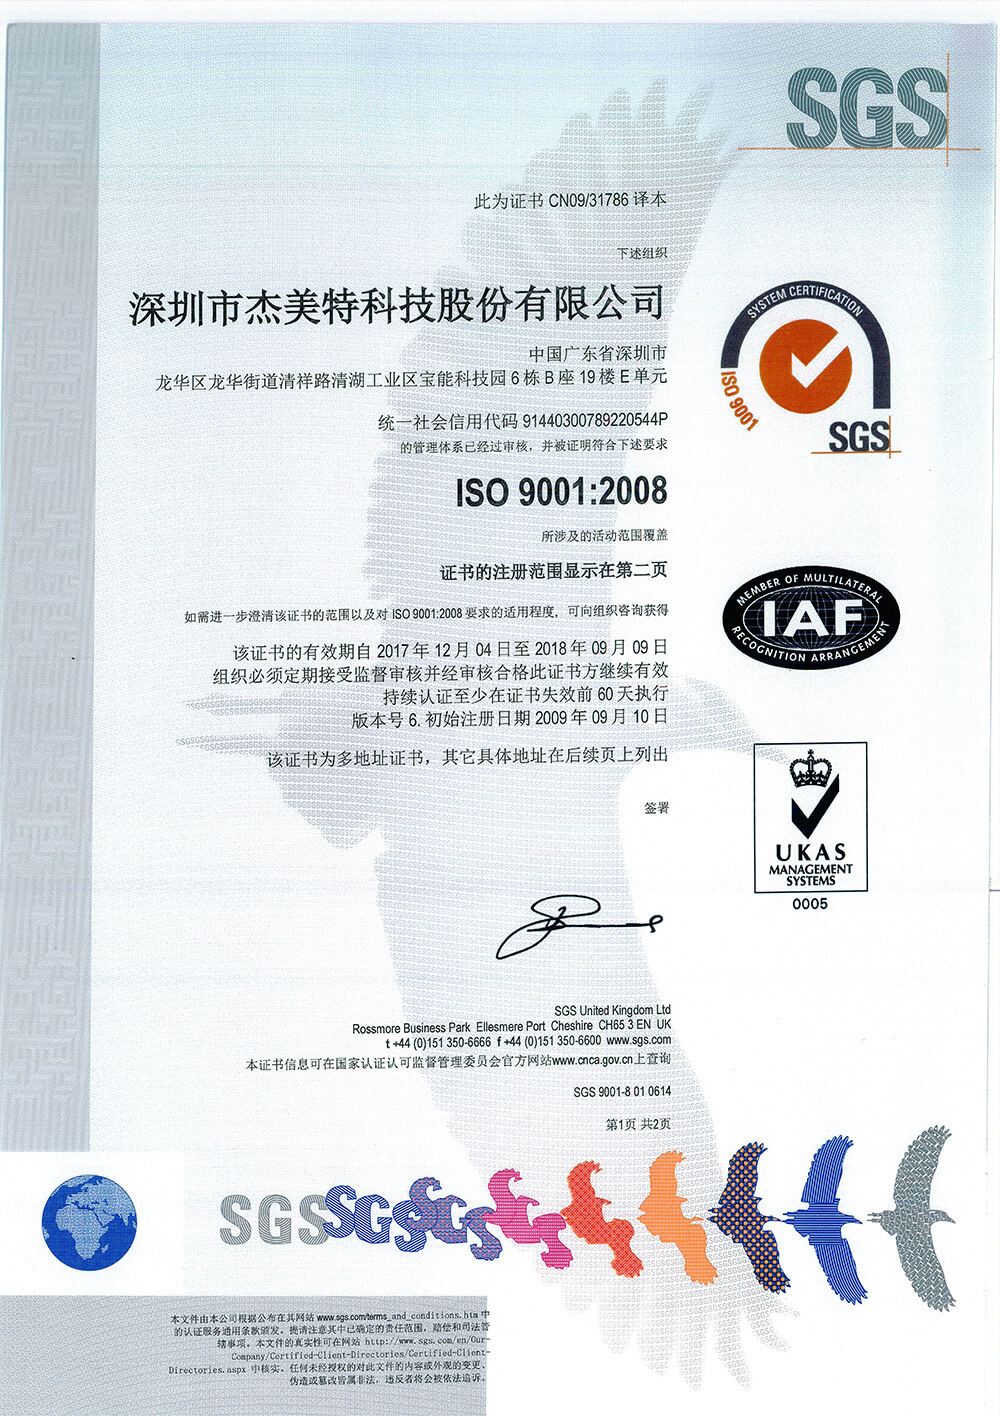 SGS
此为证书 CN09/31786 译本
下述组织
深圳市杰美特科技股份有限公司
中国广东省深圳市
龙华区龙华街道清祥路清湖工业区宝能科技园 6 栋 B 座 19 楼 E 单元
统一社会信用代码 91440300789220544P
的管理体系已经过审核，并被证明符合下述要求
ISO 9001:2008
所涉及的活动范围覆盖
证书的注册范围显示在第二页
如需进一步澄清该证书的范围以及对 ISO 9001:2008 要求的适用程度，可向组织咨询获得
该证书的有效期自 2017 年 12 月 04 日至 2018 年 09 月 09 日
组织必须定期接受监督审核并经审核合格此证书方继续有效
持续认证至少在证书失效前 60 天执行
版本号 6. 初始注册日期 2009 年 09 月 10 日
该证书为多地址证书，其它具体地址在后续页上列出
签署
SYSTEM CERTIFICATION
ISO 9001
SGS
MEMBER OF MULTILATERAL
IAF
RECOGNITION ARRANGEMENT
UKAS
MANAGEMENT
SYSTEMS
0005
SGS United Kingdom Ltd
Rossmore Business Park Ellesmere Port Cheshire CH65 3 EN UK
t +44 (0)151 350-6666 f +44 (0)151 350-6600 www.sgs.com
本证书信息可在国家认证认可监督管理委员会官方网站www.cnca.gov.cn上查询
SGS 9001-8 01 0614
第1页 共2页
SGS SGS SGS
本文件由本公司根据公布在其网站 www.sgs.com/terms_and_conditions.htm 中
的认证服务通用条款颁发。提请注意其中已确定的责任范围，赔偿和司法管
辖事项。本文件的真实性可在网站 http://www.sgs.com/en/Our-
Company/Certified-Client-Directories/Certified-Client-
Directories.aspx 中核实。任何未经授权的对此文件的内容或外观的变更、
伪造或篡改皆属非法，违反者将会被依法追诉。